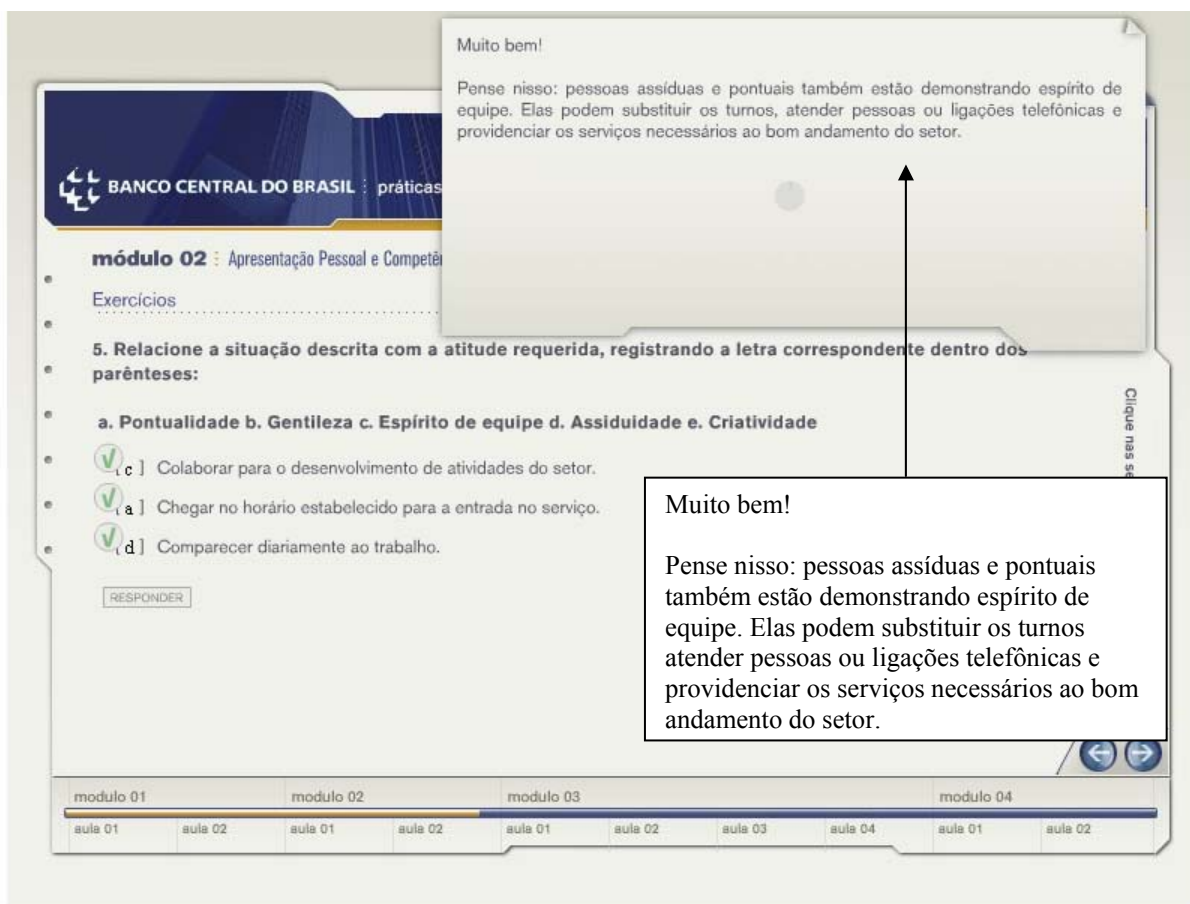 Muito bem!
Pense nisso: pessoas assíduas e pontuais também estão demonstrando espírito de
equipe. Elas podem substituir os turnos, atender pessoas ou ligações telefônicas e
providenciar os serviços necessários ao bom andamento do setor.
BANCO CENTRAL DO BRASIL práticas
módulo 02 Apresentação Pessoal e
Exercícios
5. Relacione a situação descrita com a atitude requerida, registrando a letra correspondente dentro dos
parênteses:
a. Pontualidade b. Gentileza c. Espírito de equipe d. Assiduidade e. Criatividade
[c] Colaborar para o desenvolvimento de atividades do setor.
[a] Chegar no horário estabelecido para a entrada no serviço.
[d] Comparecer diariamente ao trabalho.
RESPONDER
Clique nas
Muito bem!
Pense nisso: pessoas assíduas e pontuais
também estão demonstrando espírito de
equipe. Elas podem substituir os turnos
atender pessoas ou ligações telefônicas e
providenciar os serviços necessários ao bom
andamento do setor.
modulo 01 modulo 02 modulo 03 modulo 04
aula 01 aula 02 aula 01 aula 02 aula 01 aula 02 aula 03 aula 04 aula 01 aula 02